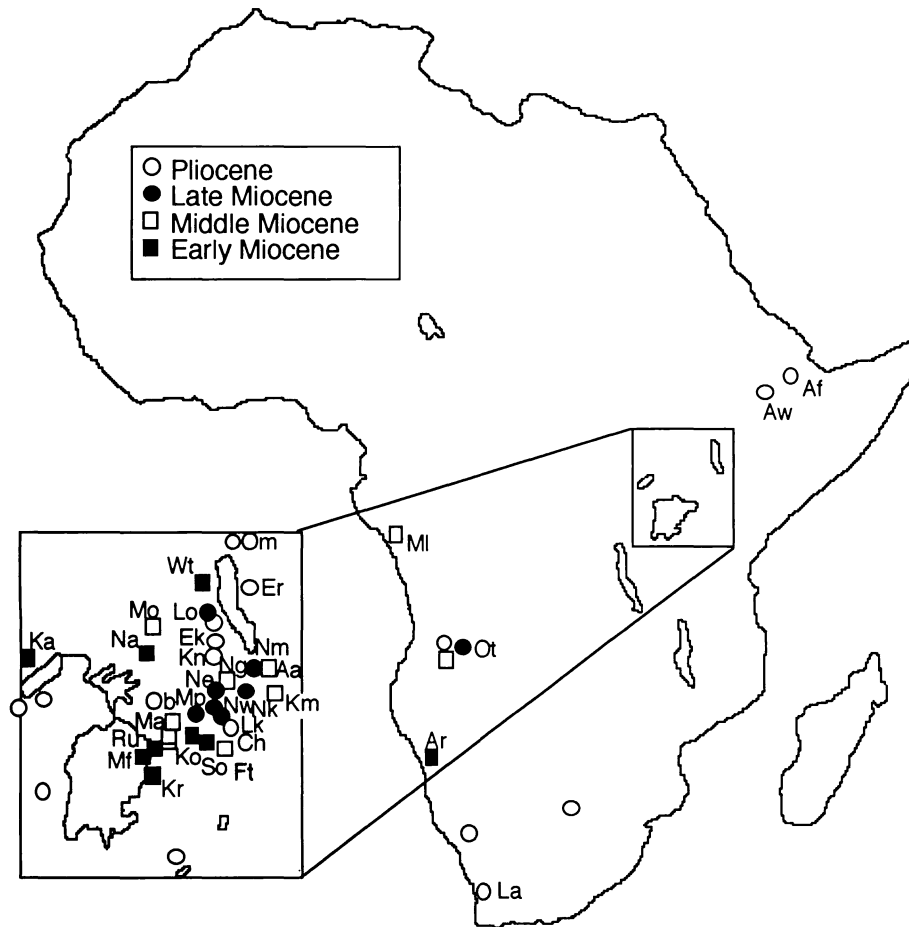 Pliocene
Late Miocene
Middle Miocene
Early Miocene
Af
Aw
Ml
Om
Wt
Er
Lo
Mo
Ek
Nm
Ka
Na
Kn
Ng
Aa
Ne
Ob
Mp
Nw
Nk
Km
Ma
Lk
Ru
Ch
Mf
Ko
So
Ft
Kr
Ot
Ar
La